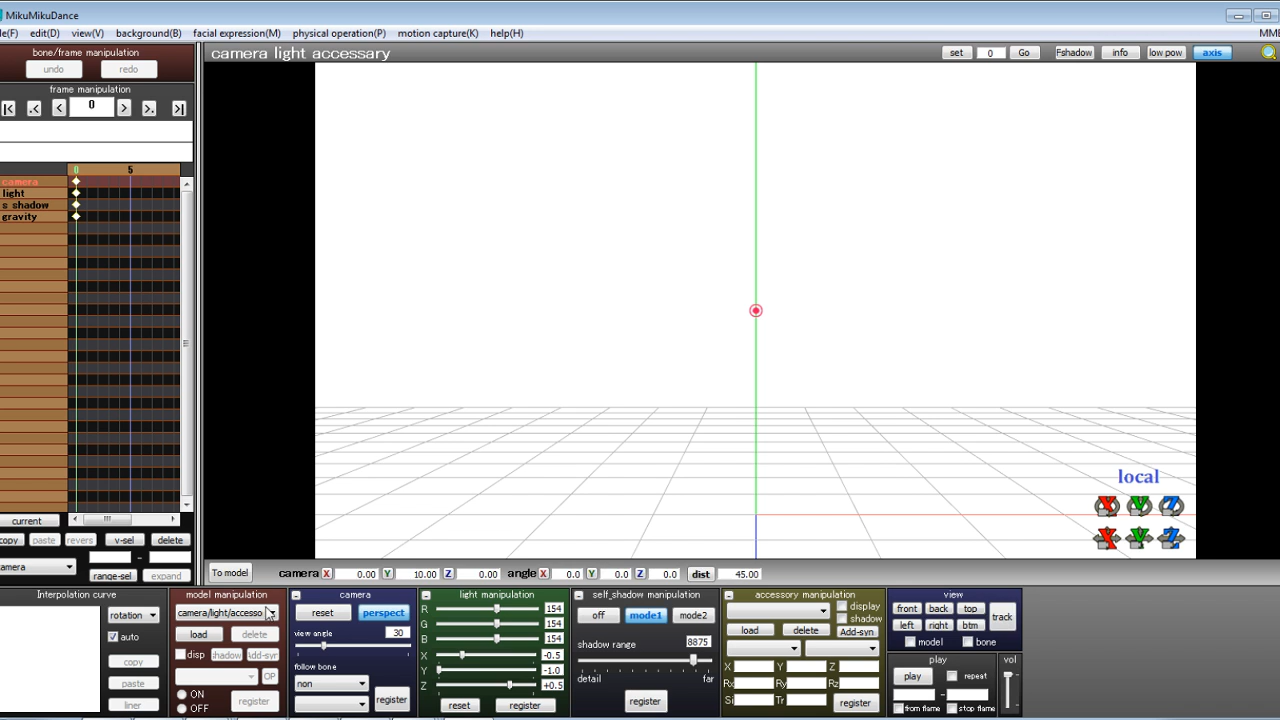 MikuMikuDance
le(F) edit(D) view(V) background(B) facial expression(M) physical operation(P) motion capture(K) help(H) MME
bone/frame manipulation
undo redo
frame manipulation
|< .< < 0 > >. >|
camera light accessary set 0 Go Fshadow info low pow axis
0 5
camera
light
s shadow
gravity
current
copy paste revers v-sel delete
camera - range-sel expand
local
X Y Z
X Y Z
To model camera X 0.00 Y 10.00 Z 0.00 angle X 0.0 Y 0.0 Z 0.0 dist 45.00
Interpolation curve
rotation
auto
copy
paste
liner
model manipulation
camera/light/accesso
load delete
disp shadow Add-syn
OP
ON
OFF
register
camera
reset perspect
view angle 30
follow bone
non
register
light manipulation
R 154
G 154
B 154
X -0.5
Y -1.0
Z +0.5
reset register
self_shadow manipulation
off mode1 mode2
shadow range 8875
detail far
register
accessory manipulation
display
shadow
load delete Add-syn
X Y Z
Rx Ry Rz
Si Tr register
view
front back top
left right btm
track
model bone
play
play repeat
-
from flame stop flame
vol